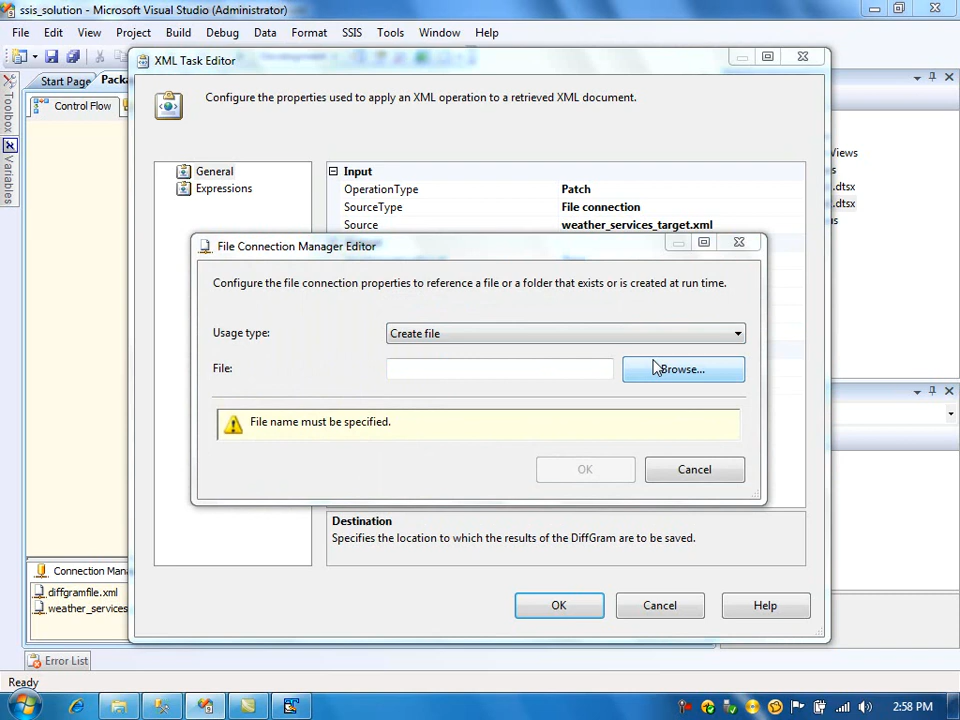 ssis_solution - Microsoft Visual Studio (Administrator)
File Edit View Project Build Debug Data Format SSIS Tools Window Help
XML Task Editor
Start Page
Toolbox
Variables
Control Flow
Configure the properties used to apply an XML operation to a retrieved XML document.
General
Expressions
Input
OperationType Patch
SourceType File connection
Source weather_services_target.xml
File Connection Manager Editor
Configure the file connection properties to reference a file or a folder that exists or is created at run time.
Usage type: Create file
File: Browse...
File name must be specified.
OK Cancel
Destination
Specifies the location to which the results of the DiffGram are to be saved.
OK Cancel Help
Views
.dtsx
.dtsx
Connection Mana
diffgramfile.xml
weather_services
Error List
Ready
2:58 PM